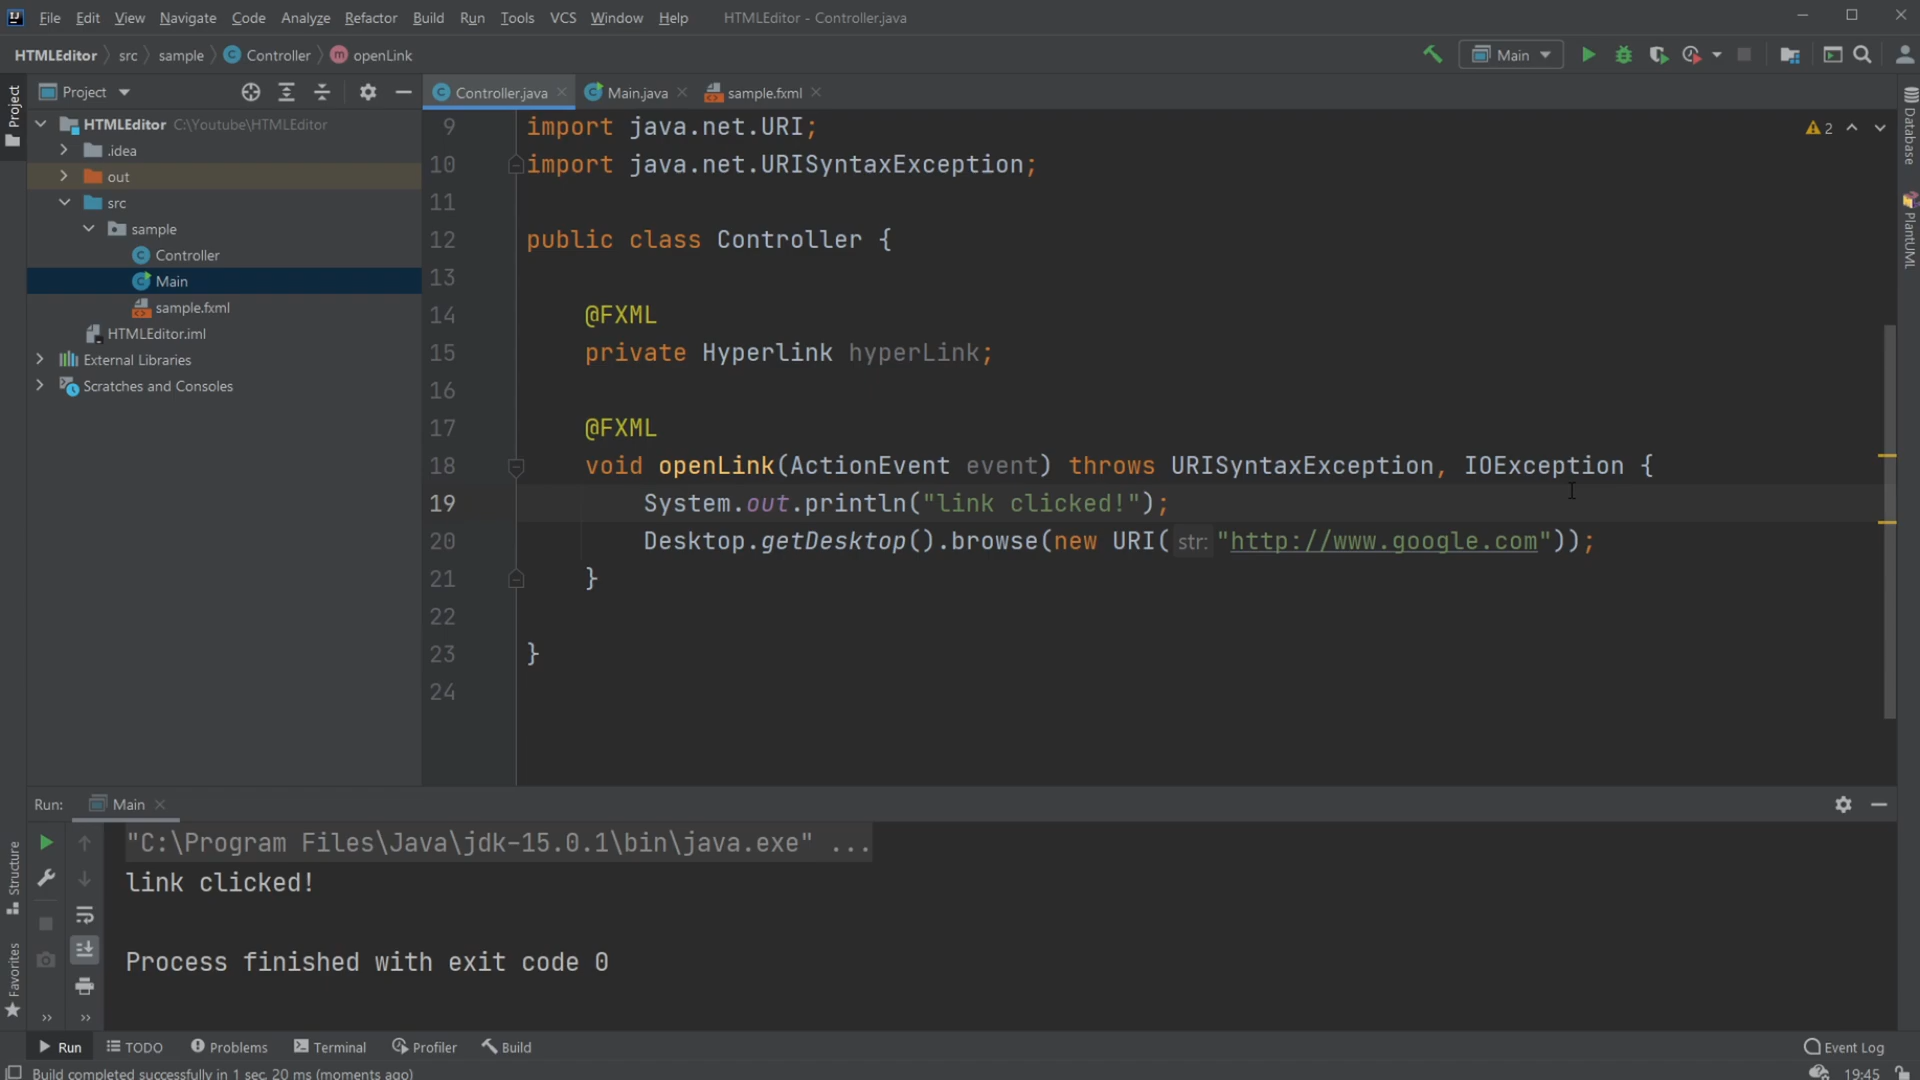 File Edit View Navigate Code Analyze Refactor Build Run Tools VCS Window Help HTMLEditor - Controller.java
HTMLEditor src sample Controller openLink
Main
Project
Controller.java Main.java sample.fxml
HTMLEditor C:\Youtube\HTMLEditor
.idea
out
src
sample
Controller
Main
sample.fxml
HTMLEditor.iml
External Libraries
Scratches and Consoles
Project
Structure
Favorites
9 import java.net.URI;
10 import java.net.URISyntaxException;
11
12 public class Controller {
13
14 @FXML
15 private Hyperlink hyperLink;
16
17 @FXML
18 void openLink(ActionEvent event) throws URISyntaxException, IOException {
19 System.out.println("link clicked!");
20 Desktop.getDesktop().browse(new URI( str: "http://www.google.com"));
21 }
22
23 }
24
2
Database
PlantUML
Run: Main
"C:\Program Files\Java\jdk-15.0.1\bin\java.exe" ...
link clicked!
Process finished with exit code 0
Run TODO Problems Terminal Profiler Build Event Log
Build completed successfully in 1 sec, 20 ms (moments ago) 19:45